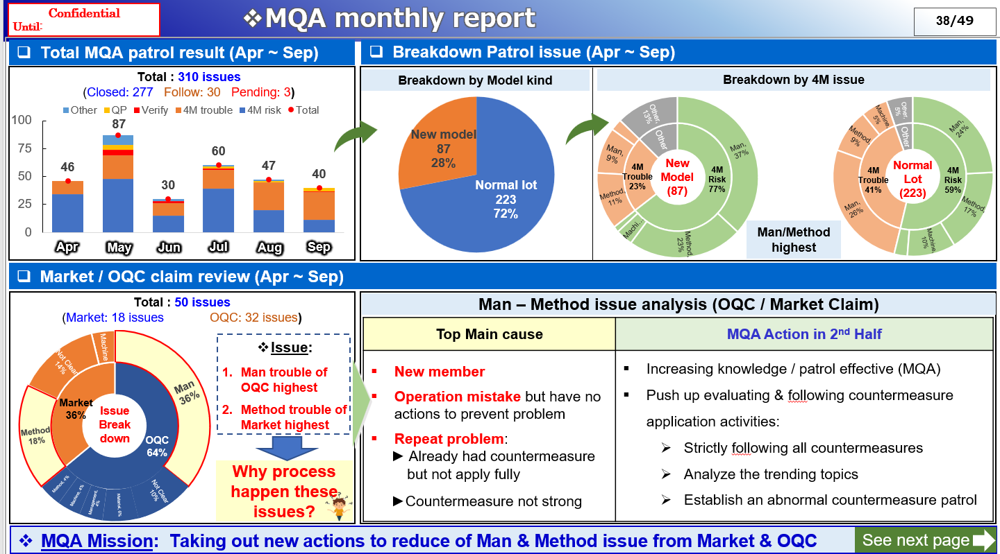 Confidential
Until:
❖MQA monthly report
38/49
❑ Total MQA patrol result (Apr ~ Sep)
Total : 310 issues
(Closed: 277 Follow: 30 Pending: 3)
Other QP Verify 4M trouble 4M risk Total
100
75
50
25
0
46
87
30
60
47
40
Apr May Jun Jul Aug Sep
❑ Breakdown Patrol issue (Apr ~ Sep)
Breakdown by Model kind
New model
87
28%
Normal lot
223
72%
Breakdown by 4M issue
New
Model
(87)
4M
Risk
77%
4M
Trouble
23%
Other
Man,
37%
Method,
23%
Machi...
Method,
11%
Man,
9%
Other,
13%
Normal
Lot
(223)
4M
Risk
59%
4M
Trouble
41%
Other
Man,
24%
Method,
17%
Machine,
10%
Man,
26%
Method,
9%
Machine,
5%
Other,
5%
Man/Method
highest
❑ Market / OQC claim review (Apr ~ Sep)
Total : 50 issues
(Market: 18 issues OQC: 32 issues)
Issue
Break
down
OQC
64%
Market
36%
Man
36%
Not Clear
10%
Material, 6%
Management,
4%
Machine, 4%
Method, 4%
Method
18%
Not Clear
14%
Machine
❖Issue:
1. Man trouble of
OQC highest
2. Method trouble of
Market highest
Why process
happen these
issues?
Man – Method issue analysis (OQC / Market Claim)
Top Main cause
▪ New member
▪ Operation mistake but have no
actions to prevent problem
▪ Repeat problem:
► Already had countermeasure
but not apply fully
►Countermeasure not strong
MQA Action in 2nd Half
▪ Increasing knowledge / patrol effective (MQA)
▪ Push up evaluating & following countermeasure
application activities:
➢ Strictly following all countermeasures
➢ Analyze the trending topics
➢ Establish an abnormal countermeasure patrol
❖ MQA Mission: Taking out new actions to reduce of Man & Method issue from Market & OQC
See next page